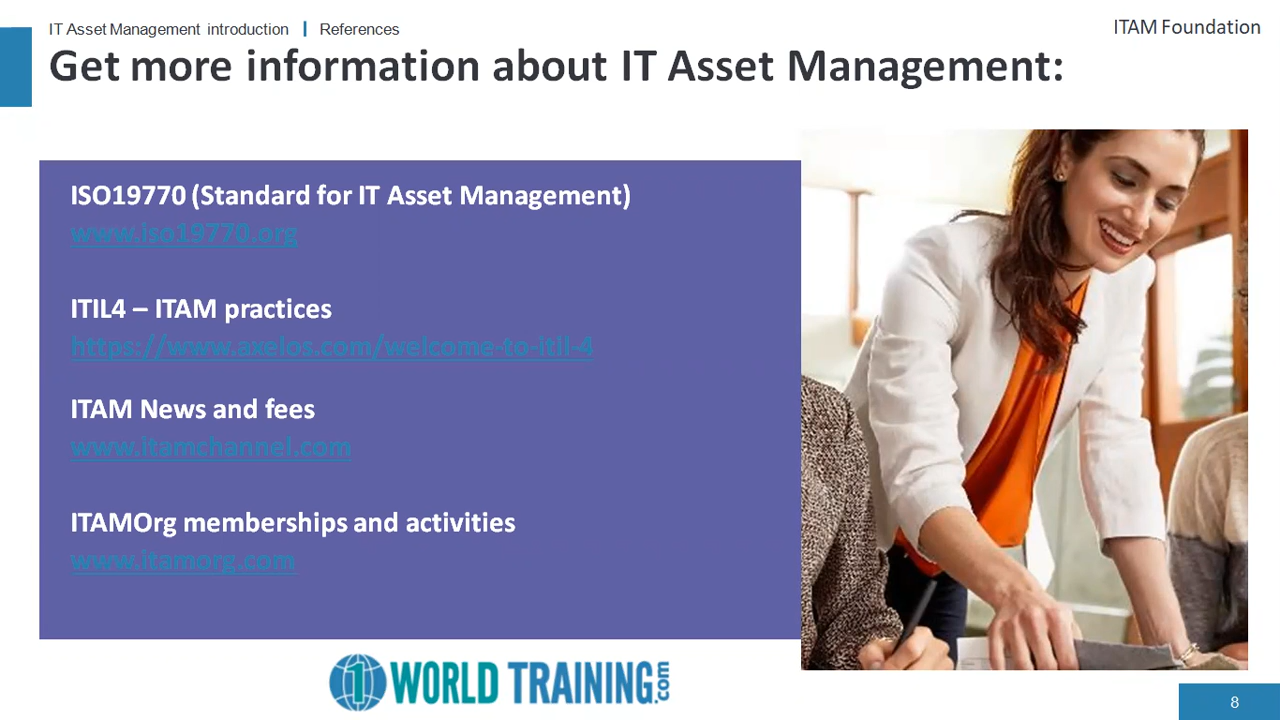 IT Asset Management introduction | References
ITAM Foundation
Get more information about IT Asset Management:
ISO19770 (Standard for IT Asset Management)
www.iso19770.org
ITIL4 – ITAM practices
https://www.axelos.com/welcome-to-itil-4
ITAM News and fees
www.itamchannel.com
ITAMOrg memberships and activities
www.itamorg.com
1 WORLD TRAINING.com
8